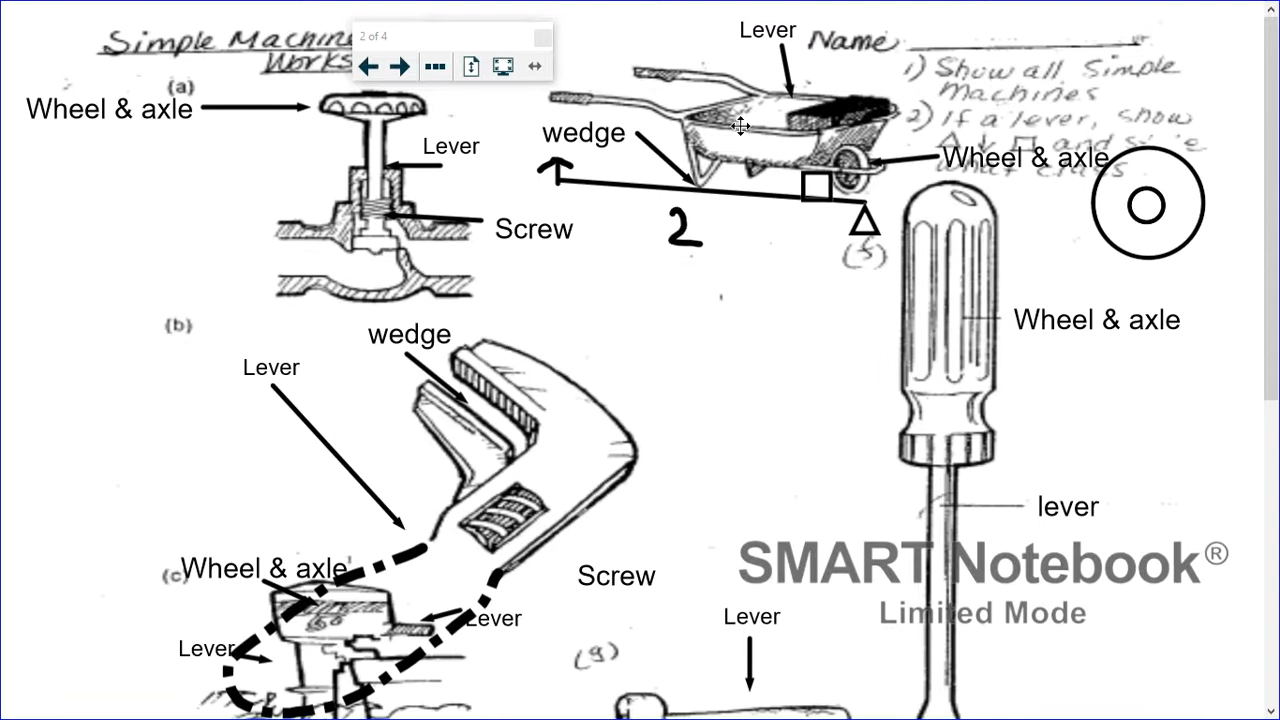 Simple Machine
Works
2 of 4
Lever
Name
1) Show all Simple
Machines
2) If a lever, show
and
(a)
Wheel & axle
Lever
Screw
wedge
Wheel & axle
2
(f)
Wheel & axle
lever
(b)
wedge
Lever
Screw
(c)
Wheel & axle
Lever
Lever
(g)
Lever
SMART Notebook®
Limited Mode